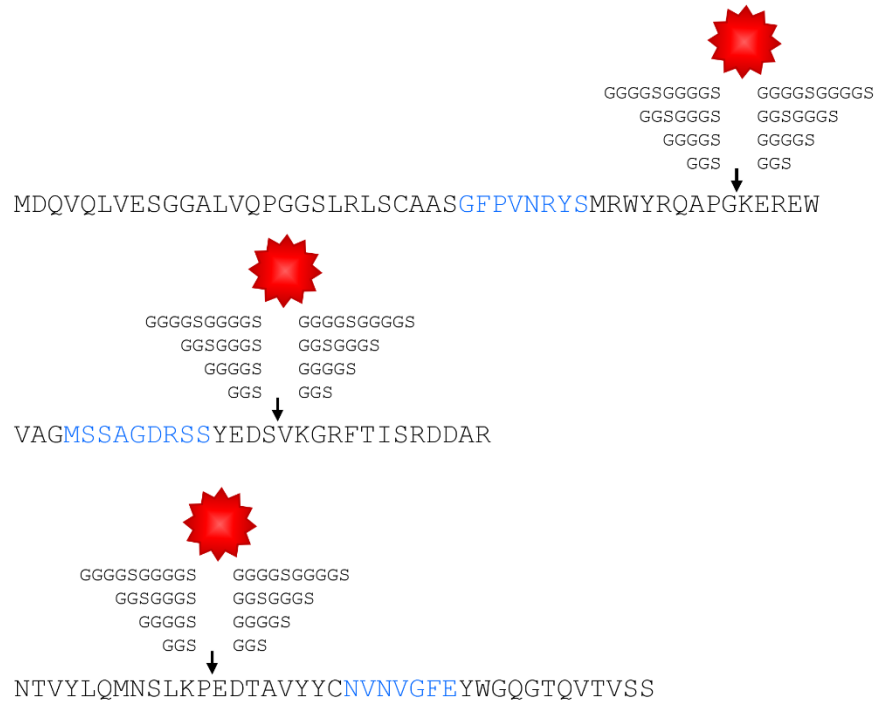 GGGGSGGGGS GGGGSGGGGS
GGSGGGS GGSGGGS
GGGGS GGGGS
GGS GGS
MDQVQLVESGGALVQPGGSLRLSCAASGFPVNRYSMRWYRQAPGKEREW
GGGGSGGGGS GGGGSGGGGS
GGSGGGS GGSGGGS
GGGGS GGGGS
GGS GGS
VAGMSSAGDRSSYEDSVKGRFTISRDDAR
GGGGSGGGGS GGGGSGGGGS
GGSGGGS GGSGGGS
GGGGS GGGGS
GGS GGS
NTVYLQMNSLKPEDTAVYYCNVNVGFEYWGQGTQVTVSS